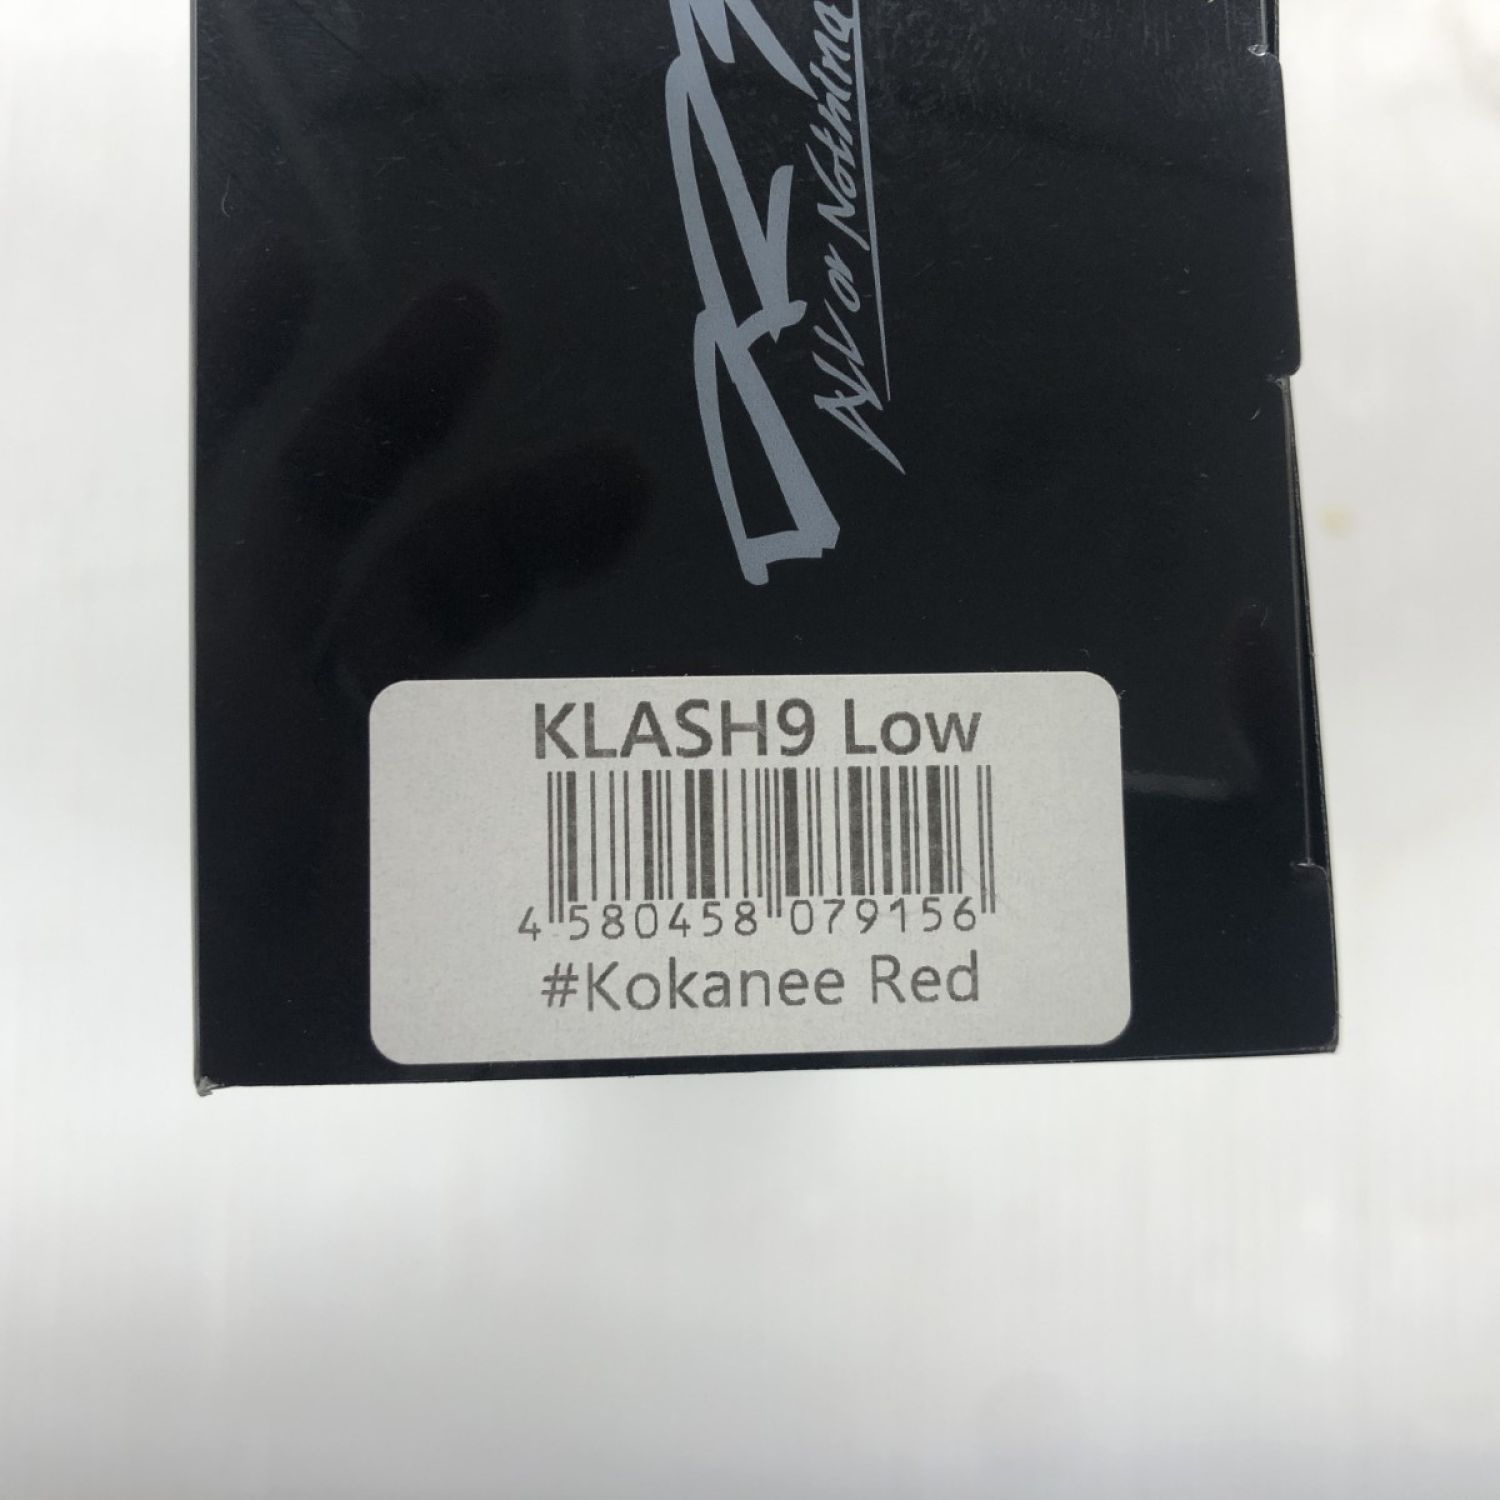 All or Nothing
KLASH9 Low
4 580458 079156
#Kokanee Red